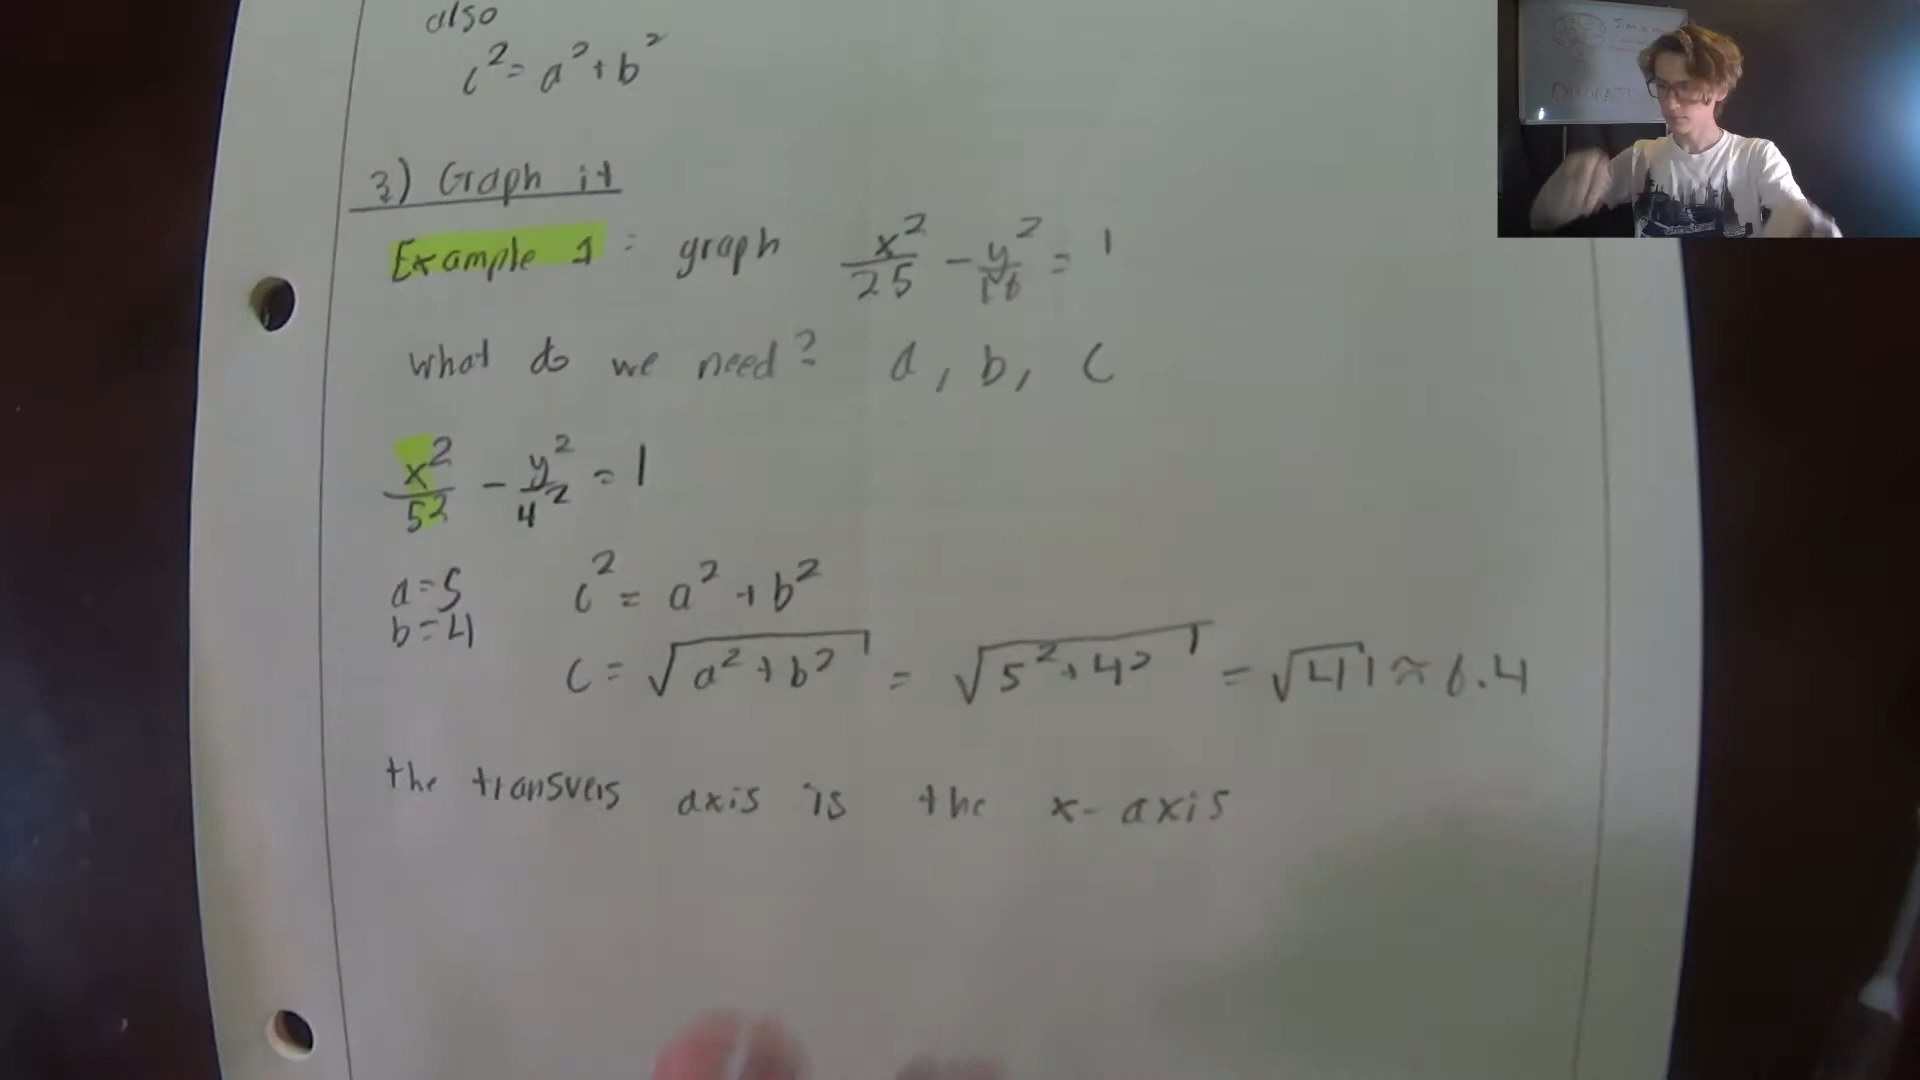 also
c² = a² + b²
3) Graph it
Example 1: graph x²/25 - y²/16 = 1
what do we need? a, b, c
x²/5² - y²/4² = 1
a=5
b=4
c² = a² + b²
c = √(a² + b²) = √(5² + 4²) = √41 ≈ 6.4
the transvers axis is the x-axis